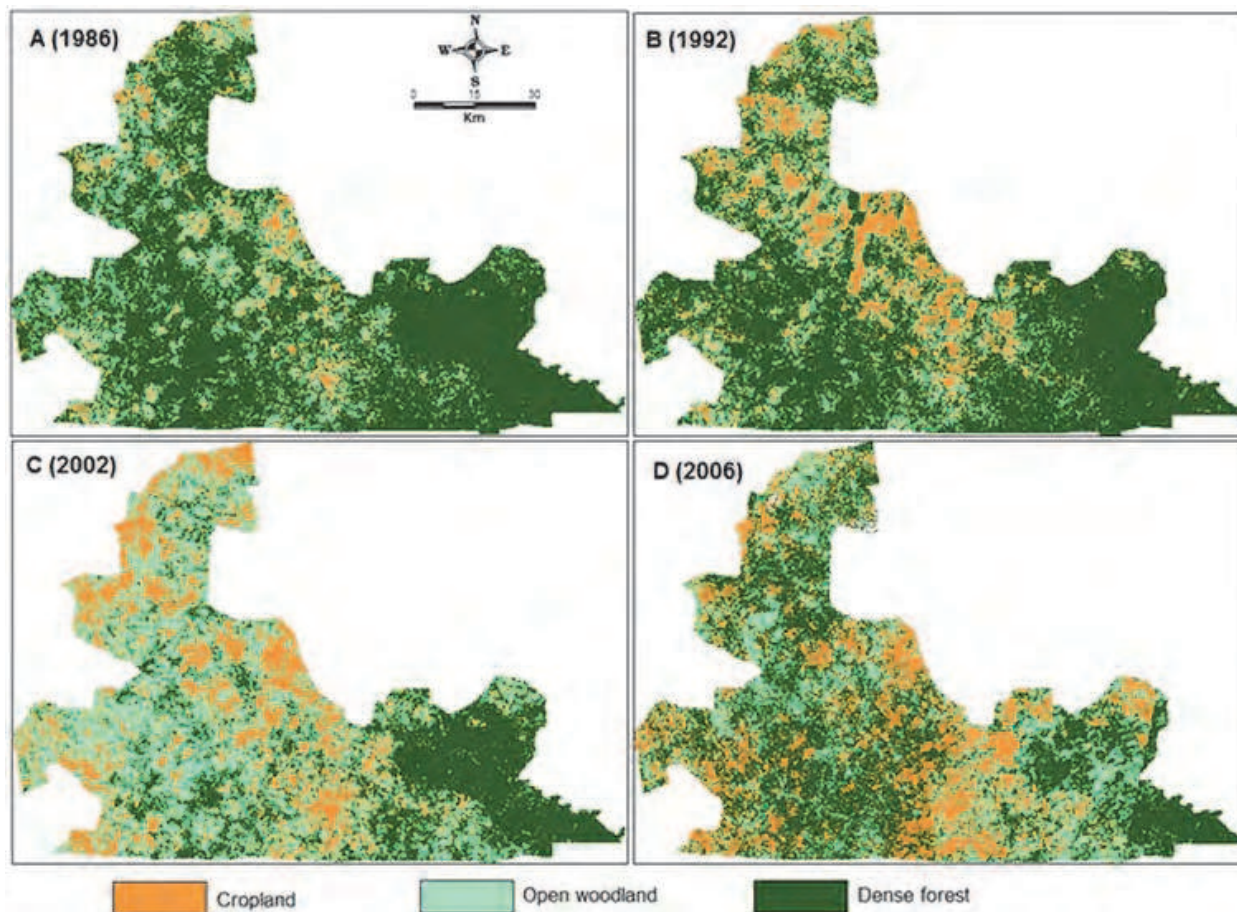 A (1986)
N
W E
S
0 15 30
Km
B (1992)
C (2002)
D (2006)
Cropland
Open woodland
Dense forest